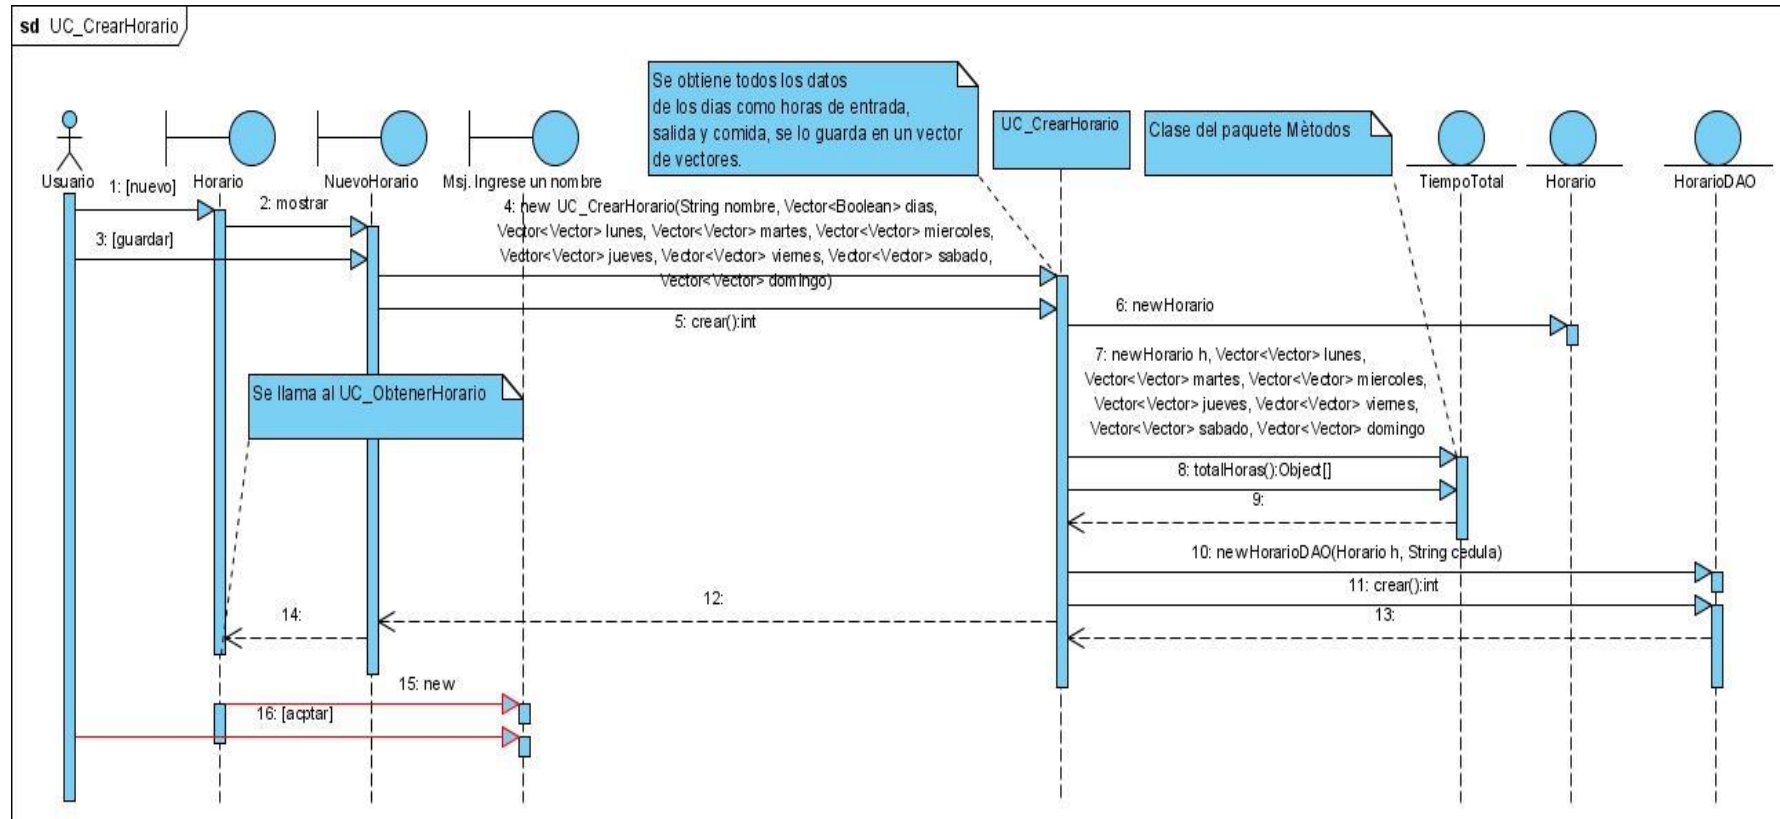 sd UC_CrearHorario
Se obtiene todos los datos
de los dias como horas de entrada,
salida y comida, se lo guarda en un vector
de vectores.
UC_CrearHorario
Clase del paquete Mètodos
Usuario
Horario
NuevoHorario
Msj. Ingrese un nombre
TiempoTotal
Horario
HorarioDAO
1: [nuevo]
2: mostrar
3: [guardar]
4: new UC_CrearHorario(String nombre, Vector<Boolean> dias,
Vector<Vector> lunes, Vector<Vector> martes, Vector<Vector> miercoles,
Vector<Vector> jueves, Vector<Vector> viernes, Vector<Vector> sabado,
Vector<Vector> domingo)
5: crear():int
6: newHorario
7: newHorario h, Vector<Vector> lunes,
Vector<Vector> martes, Vector<Vector> miercoles,
Vector<Vector> jueves, Vector<Vector> viernes,
Vector<Vector> sabado, Vector<Vector> domingo
Se llama al UC_ObtenerHorario
8: totalHoras():Object[]
9:
10: newHorarioDAO(Horario h, String cedula)
11: crear():int
12:
13:
14:
15: new
16: [acptar]